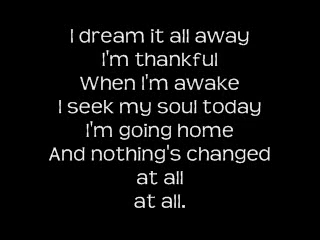 I dream it all away
I'm thankful
When I'm awake
I seek my soul today
I'm going home
And nothing's changed
at all
at all.